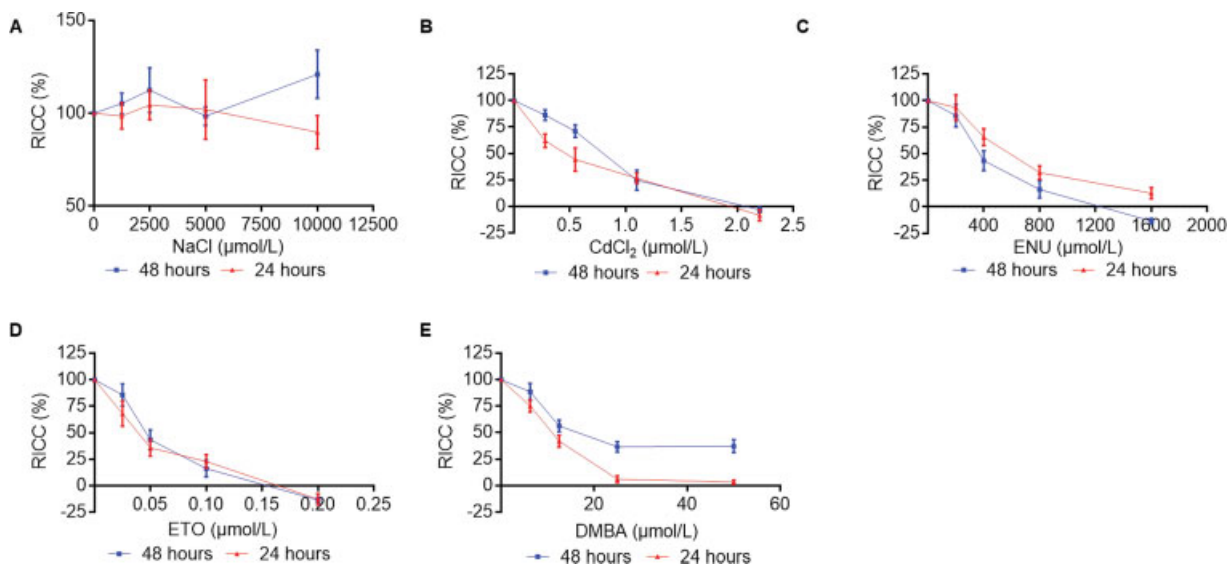 A
150
100
50
RICC (%)
0 2500 5000 7500 10000 12500
NaCl (µmol/L)
48 hours 24 hours
B
125
100
75
50
25
0
-25
RICC (%)
0.5 1.0 1.5 2.0 2.5
CdCl₂ (µmol/L)
48 hours 24 hours
C
125
100
75
50
25
0
-25
RICC (%)
400 800 1200 1600 2000
ENU (µmol/L)
48 hours 24 hours
D
125
100
75
50
25
0
-25
RICC (%)
0.05 0.10 0.15 0.20 0.25
ETO (µmol/L)
48 hours 24 hours
E
125
100
75
50
25
0
-25
RICC (%)
20 40 60
DMBA (µmol/L)
48 hours 24 hours